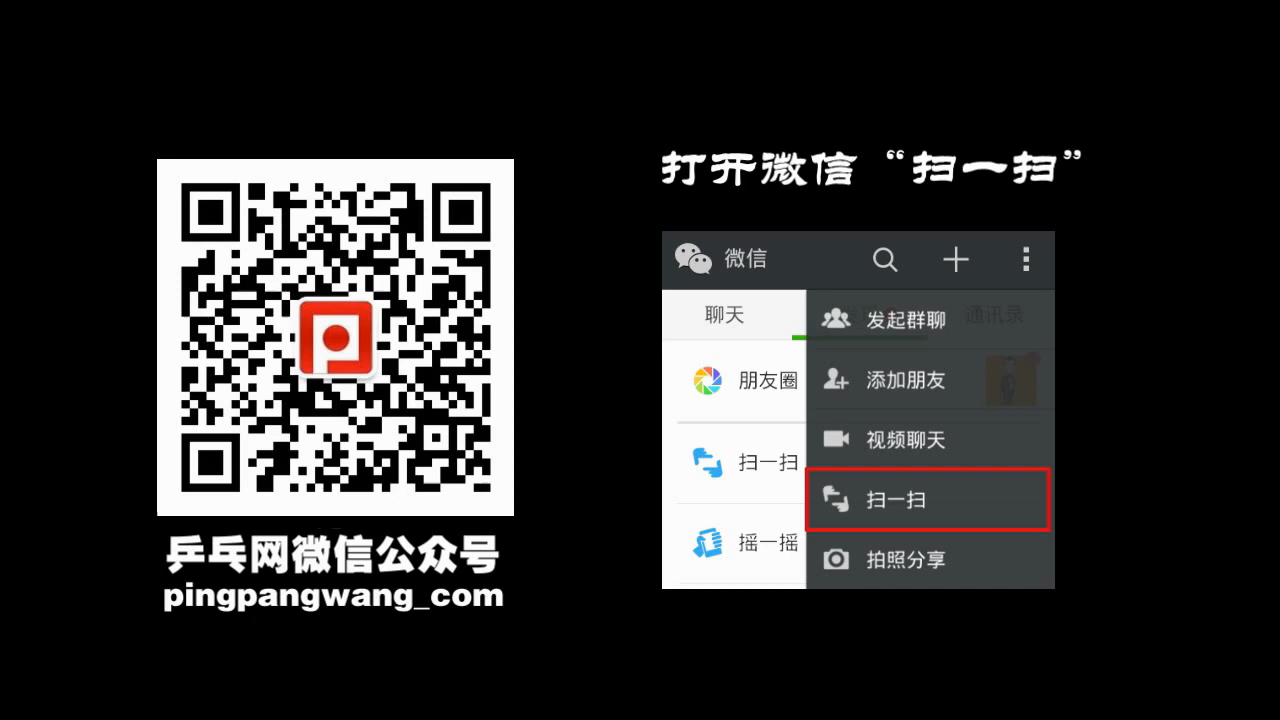 乒乓网微信公众号
pingpangwang_com
打开微信“扫一扫”
微信
聊天
通讯录
朋友圈
扫一扫
摇一摇
发起群聊
添加朋友
视频聊天
扫一扫
拍照分享